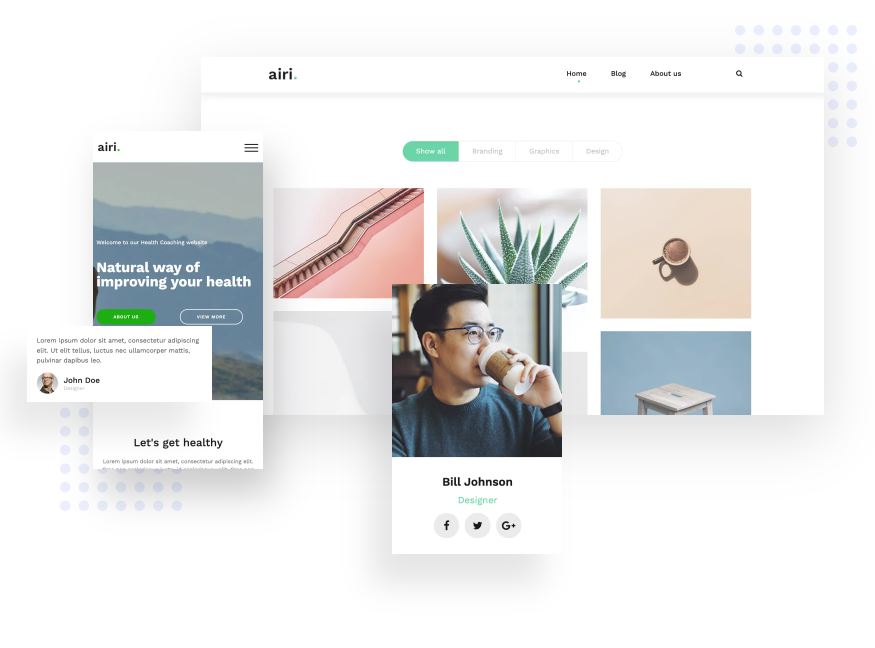 airi.
Home Blog About us
Show all Branding Graphics Design
airi.
Welcome to our Health Coaching website
Natural way of
improving your health
ABOUT US VIEW MORE
Lorem ipsum dolor sit amet, consectetur adipiscing
elit. Ut elit tellus, luctus nec ullamcorper mattis,
pulvinar dapibus leo.
John Doe
Designer
Let's get healthy
Lorem ipsum dolor sit amet, consectetur adipiscing elit.
Bill Johnson
Designer
f G+